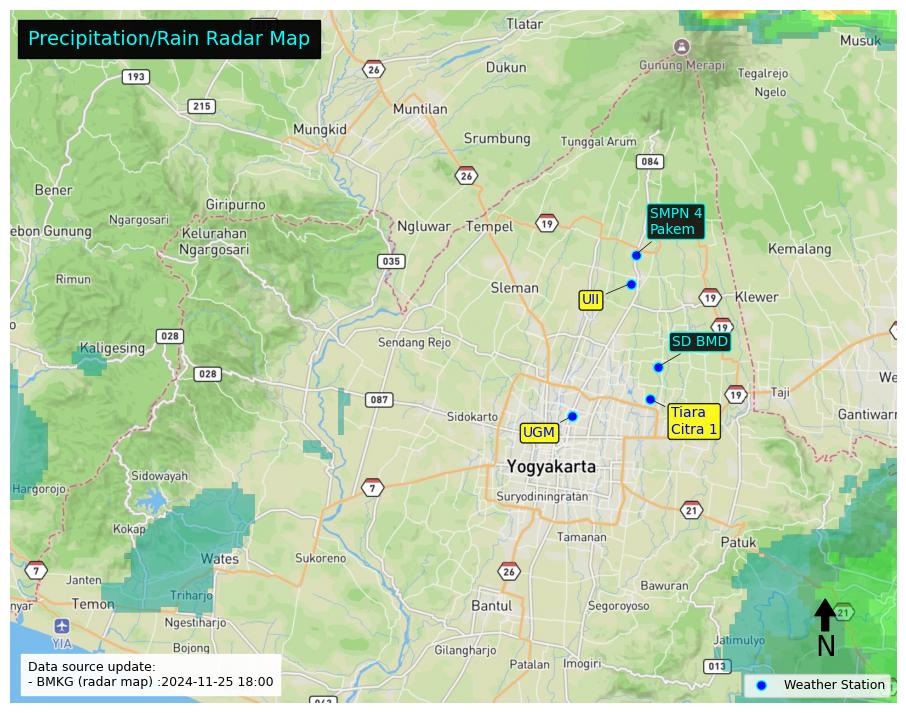 Precipitation/Rain Radar Map
Tlatar
Musuk
Gunung Merapi
Tegalrejo
Ngelo
26
Dukun
193
215
Muntilan
Mungkid
Srumbung
Tunggal Arum
084
26
Bener
Giripurno
SMPN 4
Pakem
Ngargosari
ebon Gunung
Kelurahan
Ngargosari
Ngluwar
Tempel
19
Kemalang
035
Rimun
Sleman
UII
19
Klewer
19
028
Kaligesing
Sendang Rejo
SD BMD
028
We
087
19
Taji
Sidokarto
UGM
Tiara
Citra 1
Gantiwarn
Yogyakarta
Sidowayah
Hargorojo
7
Suryodiningratan
21
Kokap
Tamanan
Patuk
Wates
Sukoreno
7
26
Janten
Bawuran
nyar
Temon
Triharjo
Bantul
Segoroyoso
21
Ngestiharjo
YIA
N
Bojong
Gilangharjo
Jatimulyo
Patalan
Imogiri
013
Data source update:
- BMKG (radar map) :2024-11-25 18:00
Weather Station